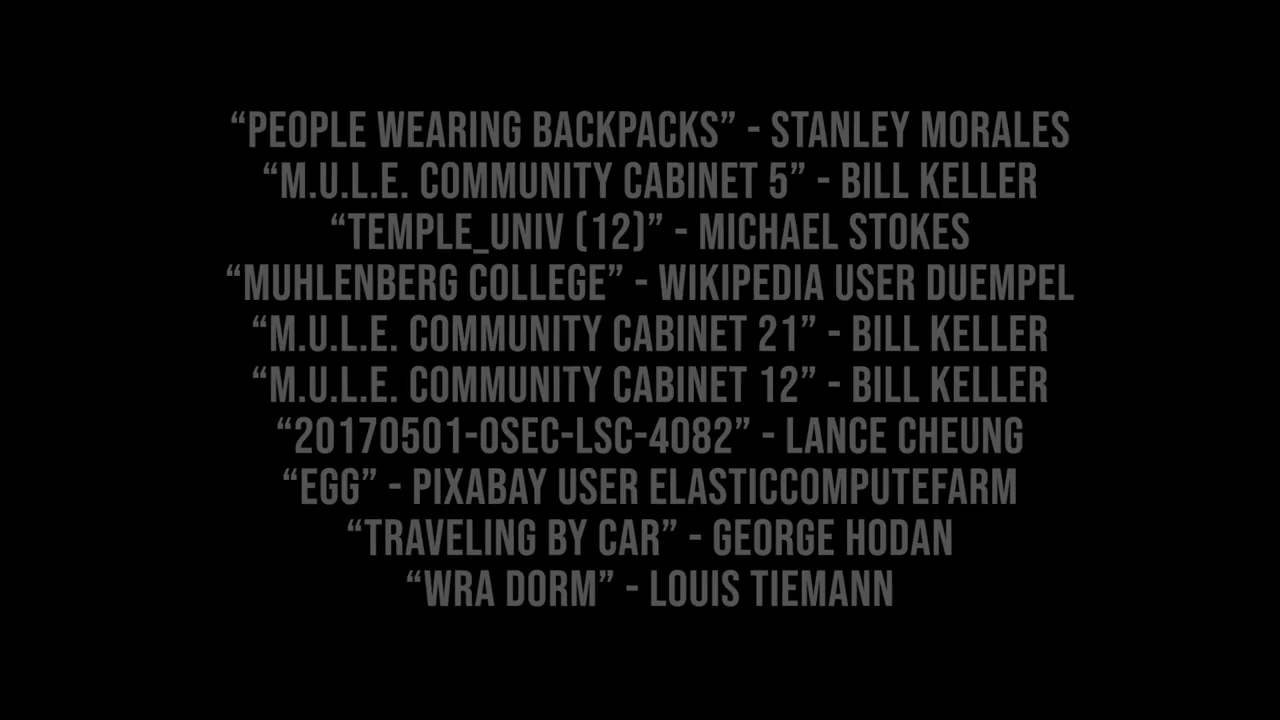 “PEOPLE WEARING BACKPACKS” - STANLEY MORALES
“M.U.L.E. COMMUNITY CABINET 5” - BILL KELLER
“TEMPLE_UNIV (12)” - MICHAEL STOKES
“MUHLENBERG COLLEGE” - WIKIPEDIA USER DUEMPEL
“M.U.L.E. COMMUNITY CABINET 21” - BILL KELLER
“M.U.L.E. COMMUNITY CABINET 12” - BILL KELLER
“20170501-OSEC-LSC-4082” - LANCE CHEUNG
“EGG” - PIXABAY USER ELASTICCOMPUTEFARM
“TRAVELING BY CAR” - GEORGE HODAN
“WRA DORM” - LOUIS TIEMANN